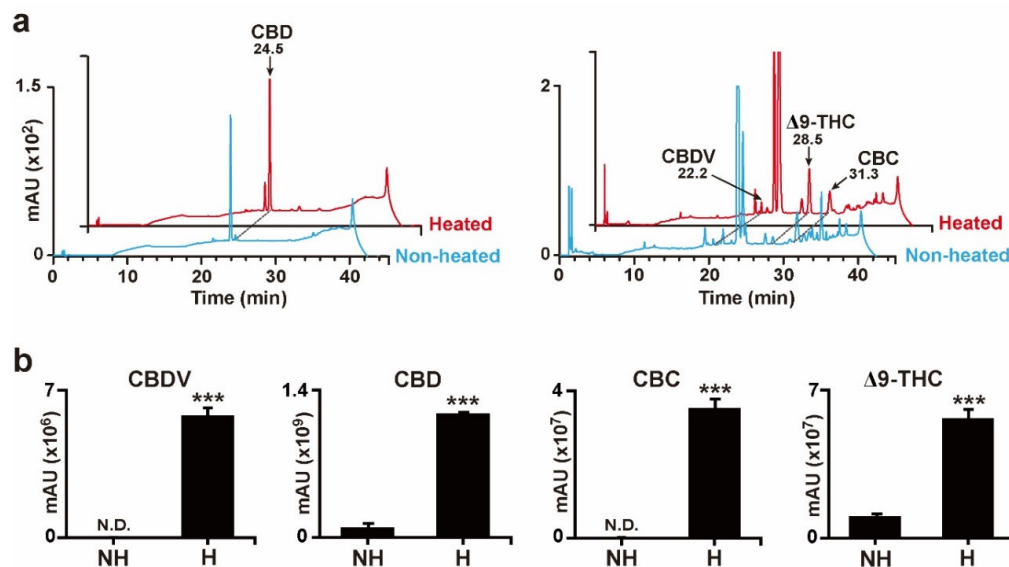 a
CBD
24.5
1.5
mAU (x10²)
0
Heated
Non-heated
0 10 20 30 40
Time (min)
2
mAU (x10²)
0
CBDV
22.2
Δ9-THC
28.5
CBC
31.3
Heated
Non-heated
0 10 20 30 40
Time (min)
b
CBDV
7
mAU (x10⁶)
0
N.D.
***
NH H
CBD
1.4
mAU (x10⁹)
0
***
NH H
CBC
4
mAU (x10⁷)
0
N.D.
***
NH H
Δ9-THC
7
mAU (x10⁷)
0
***
NH H